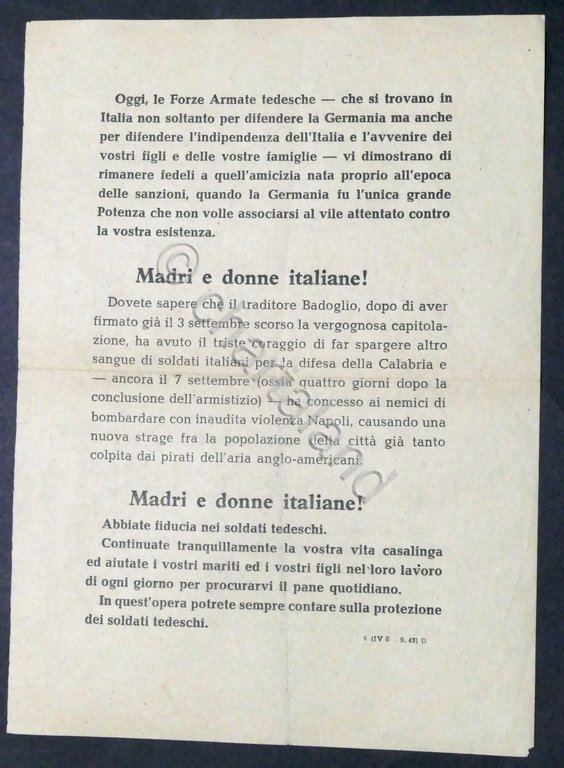 Oggi, le Forze Armate tedesche — che si trovano in
Italia non soltanto per difendere la Germania ma anche
per difendere l'indipendenza dell'Italia e l'avvenire dei
vostri figli e delle vostre famiglie — vi dimostrano di
rimanere fedeli a quell'amicizia nata proprio all'epoca
delle sanzioni, quando la Germania fu l'unica grande
Potenza che non volle associarsi al vile attentato contro
la vostra esistenza.
Madri e donne italiane!
Dovete sapere che il traditore Badoglio, dopo di aver
firmato già il 3 settembre scorso la vergognosa capitola-
zione, ha avuto il triste coraggio di far spargere altro
sangue di soldati italiani per la difesa della Calabria e
— ancora il 7 settembre (ossia quattro giorni dopo la
conclusione dell'armistizio) — ha concesso ai nemici di
bombardare con inaudita violenza Napoli, causando una
nuova strage fra la popolazione della città già tanto
colpita dai pirati dell'aria anglo-americani.
Madri e donne italiane!
Abbiate fiducia nei soldati tedeschi.
Continuate tranquillamente la vostra vita casalinga
ed aiutate i vostri mariti ed i vostri figli nel loro lavoro
di ogni giorno per procurarvi il pane quotidiano.
In quest'opera potrete sempre contare sulla protezione
dei soldati tedeschi.
6 (IV B - 9. 43) D
© chartaland